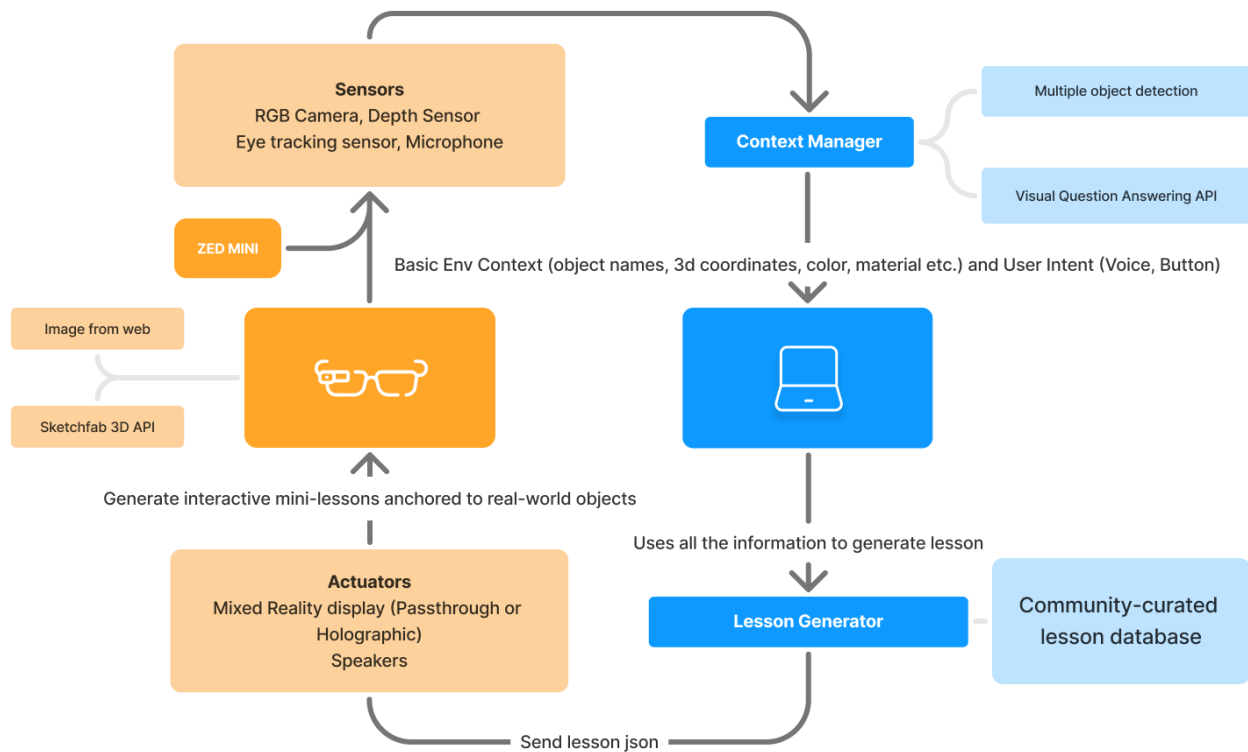 Sensors
RGB Camera, Depth Sensor
Eye tracking sensor, Microphone
Multiple object detection
Context Manager
Visual Question Answering API
ZED MINI
Basic Env Context (object names, 3d coordinates, color, material etc.) and User Intent (Voice, Button)
Image from web
Sketchfab 3D API
Generate interactive mini-lessons anchored to real-world objects
Uses all the information to generate lesson
Actuators
Mixed Reality display (Passthrough or
Holographic)
Speakers
Lesson Generator
Community-curated
lesson database
Send lesson json